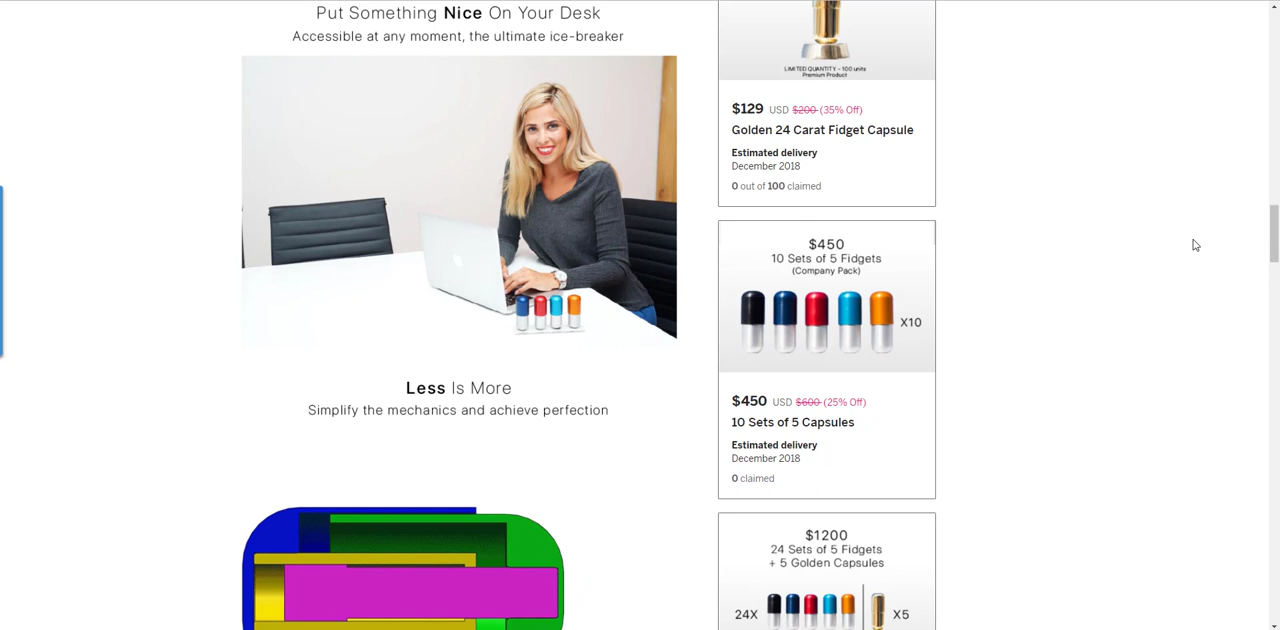 Put Something Nice On Your Desk
Accessible at any moment, the ultimate ice-breaker
Less Is More
Simplify the mechanics and achieve perfection
LIMITED QUANTITY - 100 units
Premium Product
$129 USD $200 (35% Off)
Golden 24 Carat Fidget Capsule
Estimated delivery
December 2018
0 out of 100 claimed
$450
10 Sets of 5 Fidgets
(Company Pack)
X10
$450 USD $600 (25% Off)
10 Sets of 5 Capsules
Estimated delivery
December 2018
0 claimed
$1200
24 Sets of 5 Fidgets
+ 5 Golden Capsules
24X X5